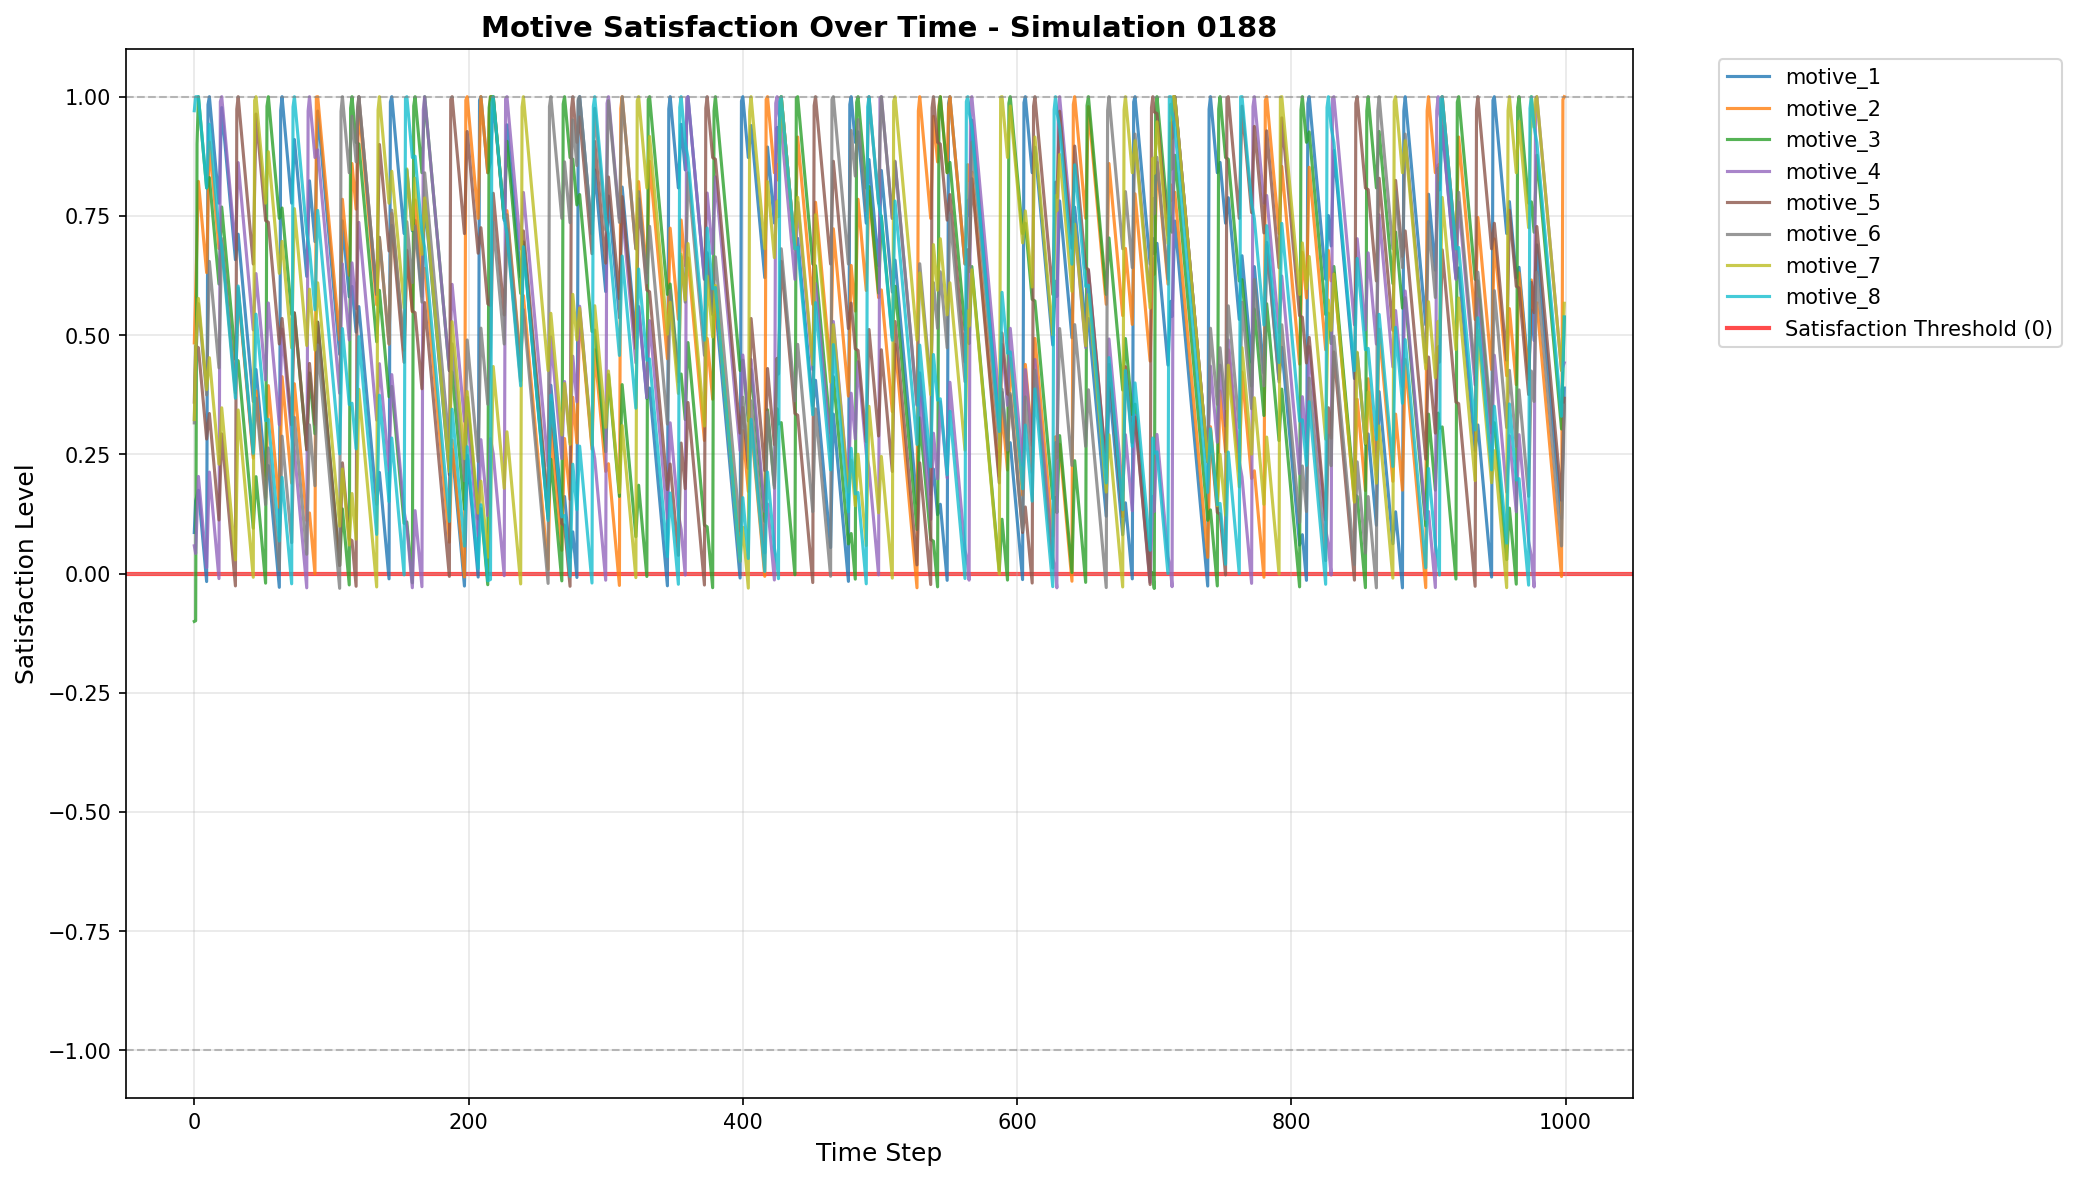 Motive Satisfaction Over Time - Simulation 0188
1.00
0.75
0.50
0.25
0.00
−0.25
−0.50
−0.75
−1.00
Satisfaction Level
0
200
400
600
800
1000
Time Step
motive_1
motive_2
motive_3
motive_4
motive_5
motive_6
motive_7
motive_8
Satisfaction Threshold (0)